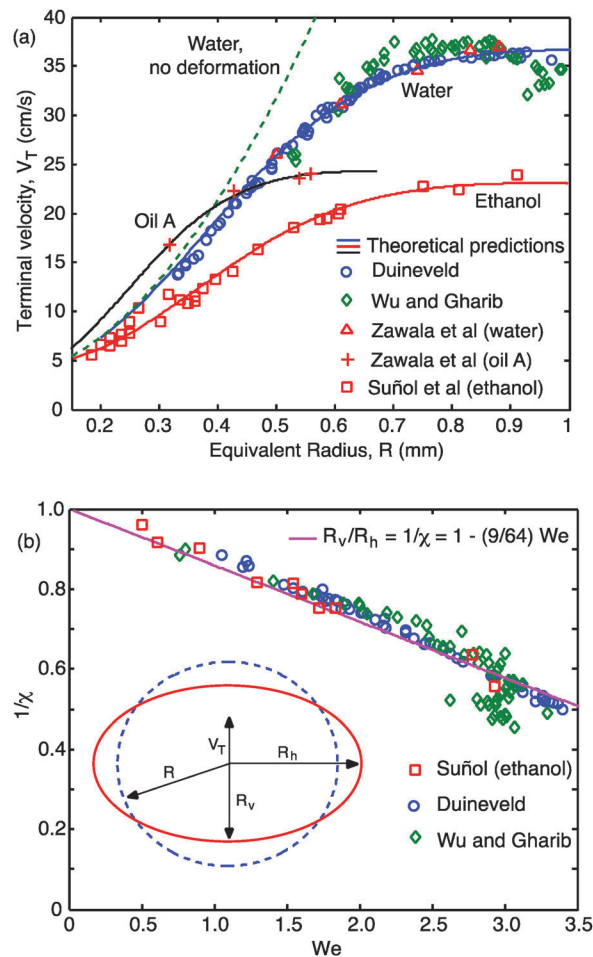 (a)
Water,
no deformation
Water
Oil A
Ethanol
Theoretical predictions
Duineveld
Wu and Gharib
Zawala et al (water)
Zawala et al (oil A)
Suñol et al (ethanol)
Terminal velocity, V_T (cm/s)
40
35
30
25
20
15
10
5
0
0.2 0.3 0.4 0.5 0.6 0.7 0.8 0.9 1
Equivalent Radius, R (mm)
(b)
R_v/R_h = 1/χ = 1 - (9/64) We
1/χ
1.0
0.8
0.6
0.4
0.2
0
V_T
R
R_h
R_v
Suñol (ethanol)
Duineveld
Wu and Gharib
0 0.5 1.0 1.5 2.0 2.5 3.0 3.5
We